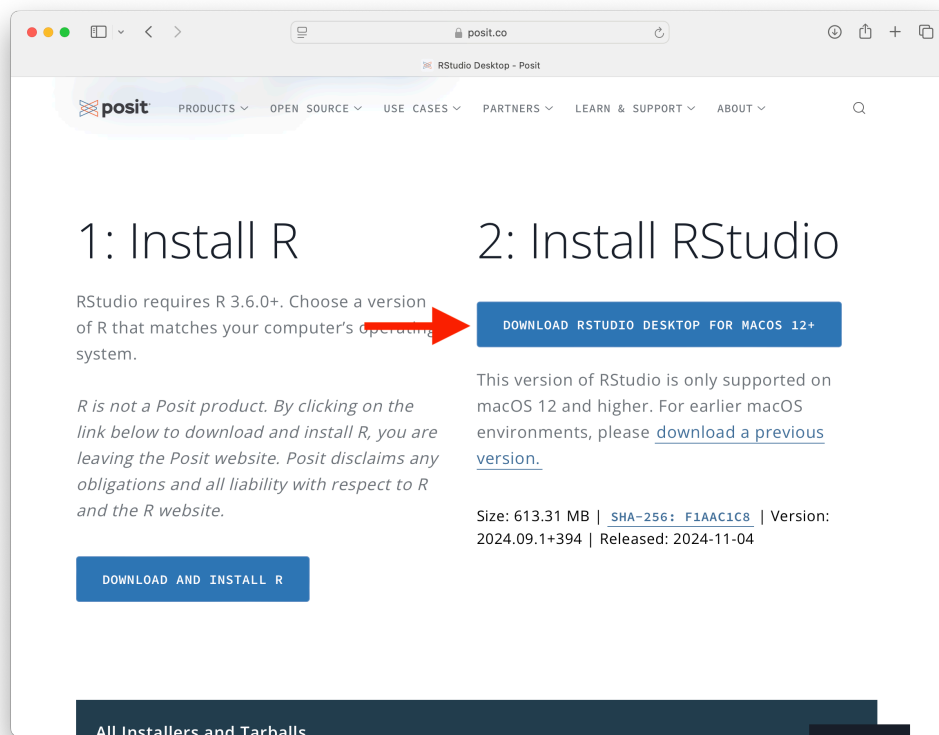 posit.co
RStudio Desktop - Posit
posit PRODUCTS OPEN SOURCE USE CASES PARTNERS LEARN & SUPPORT ABOUT
1: Install R
RStudio requires R 3.6.0+. Choose a version
of R that matches your computer's operating
system.
R is not a Posit product. By clicking on the
link below to download and install R, you are
leaving the Posit website. Posit disclaims any
obligations and all liability with respect to R
and the R website.
DOWNLOAD AND INSTALL R
2: Install RStudio
DOWNLOAD RSTUDIO DESKTOP FOR MACOS 12+
This version of RStudio is only supported on
macOS 12 and higher. For earlier macOS
environments, please download a previous
version.
Size: 613.31 MB | SHA-256: F1AAC1C8 | Version:
2024.09.1+394 | Released: 2024-11-04
All Installers and Tarballs